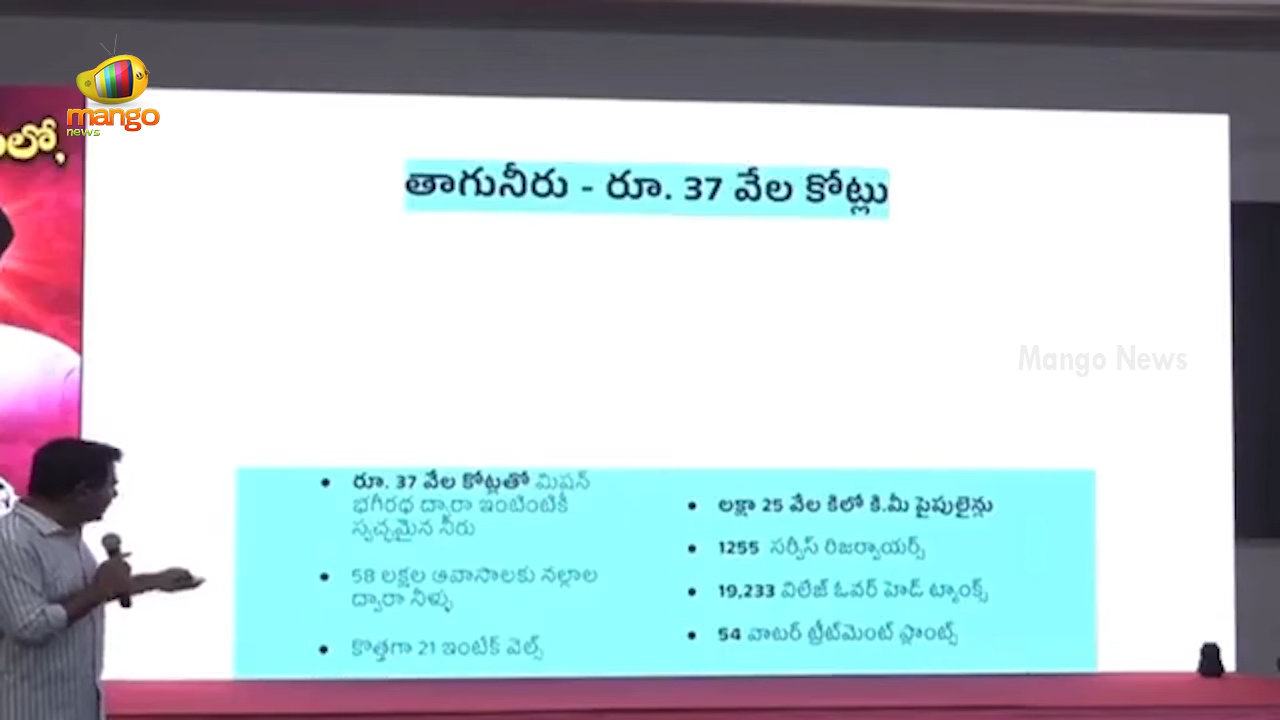 mango
news
లో,
తాగునీరు - రూ. 37 వేల కోట్లు
Mango News
• రూ. 37 వేల కోట్లతో మిషన్
భగీరథ ద్వారా ఇంటింటికీ
స్వచ్ఛమైన నీరు
• 58 లక్షల ఆవాసాలకు నల్లాల
ద్వారా నీళ్ళు
• కొత్తగా 21 ఇంటేక్ వెల్స్
• లక్షా 25 వేల కిలో కి.మీ పైపులైన్లు
• 1255 సర్వీస్ రిజర్వాయర్స్
• 19,233 విలేజ్ ఓవర్ హెడ్ ట్యాంక్స్
• 54 వాటర్ ట్రీట్‌మెంట్ ప్లాంట్స్